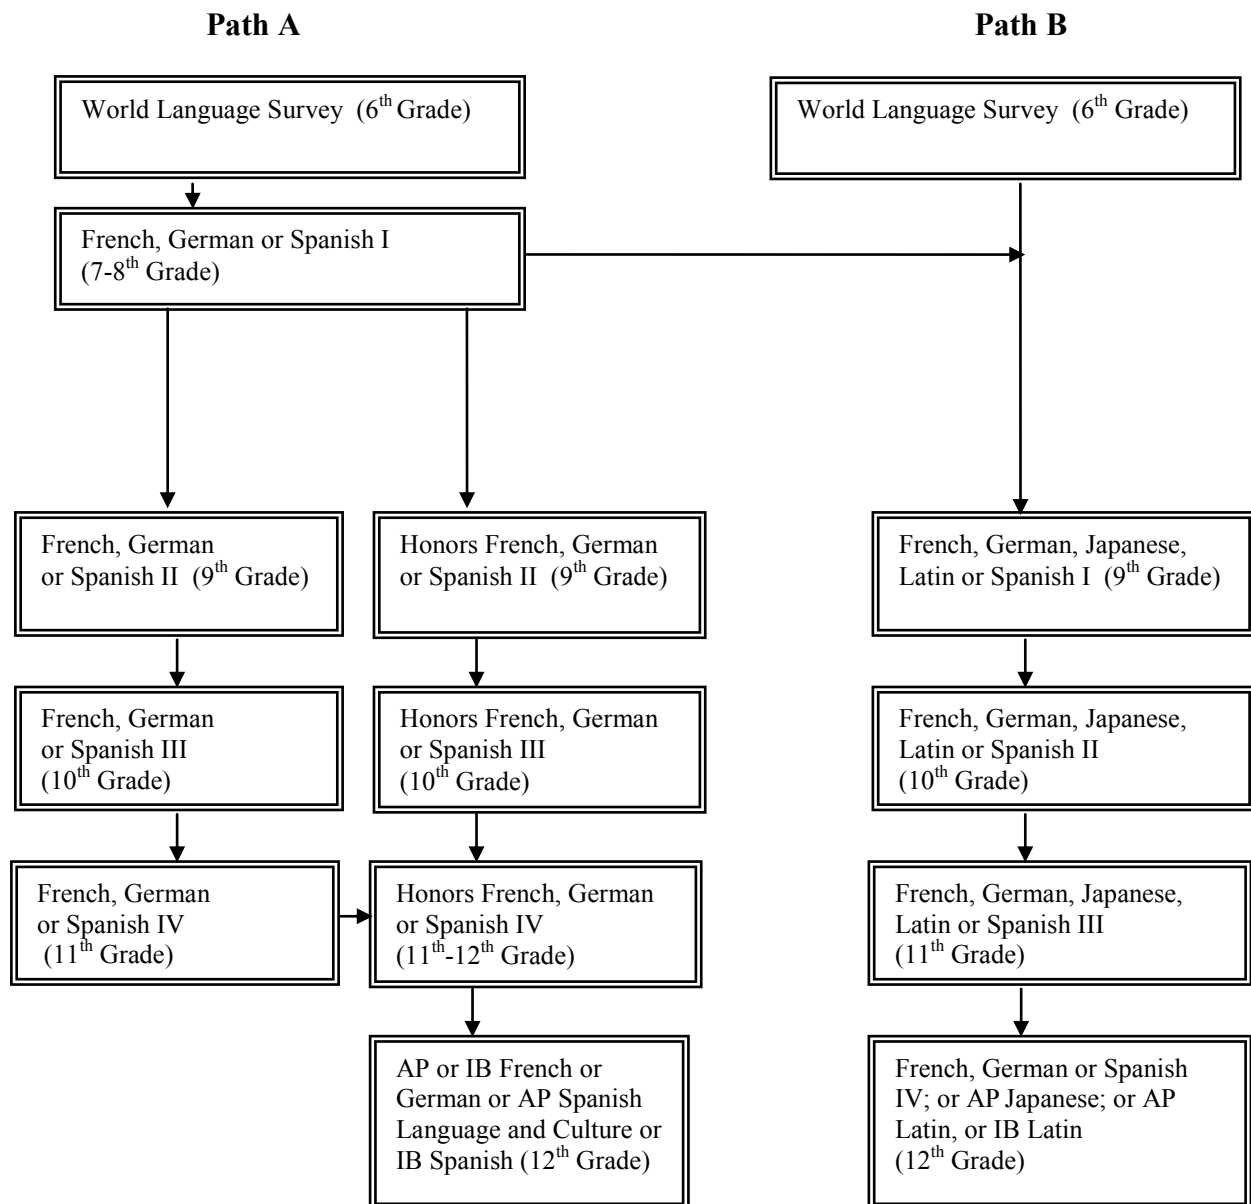 Path A
Path B
World Language Survey (6th Grade)
World Language Survey (6th Grade)
French, German or Spanish I
(7-8th Grade)
French, German
or Spanish II (9th Grade)
Honors French, German
or Spanish II (9th Grade)
French, German, Japanese,
Latin or Spanish I (9th Grade)
French, German
or Spanish III
(10th Grade)
Honors French, German
or Spanish III
(10th Grade)
French, German, Japanese,
Latin or Spanish II
(10th Grade)
French, German
or Spanish IV
(11th Grade)
Honors French, German
or Spanish IV
(11th-12th Grade)
French, German, Japanese,
Latin or Spanish III
(11th Grade)
AP or IB French or
German or AP Spanish
Language and Culture or
IB Spanish (12th Grade)
French, German or Spanish
IV; or AP Japanese; or AP
Latin, or IB Latin
(12th Grade)